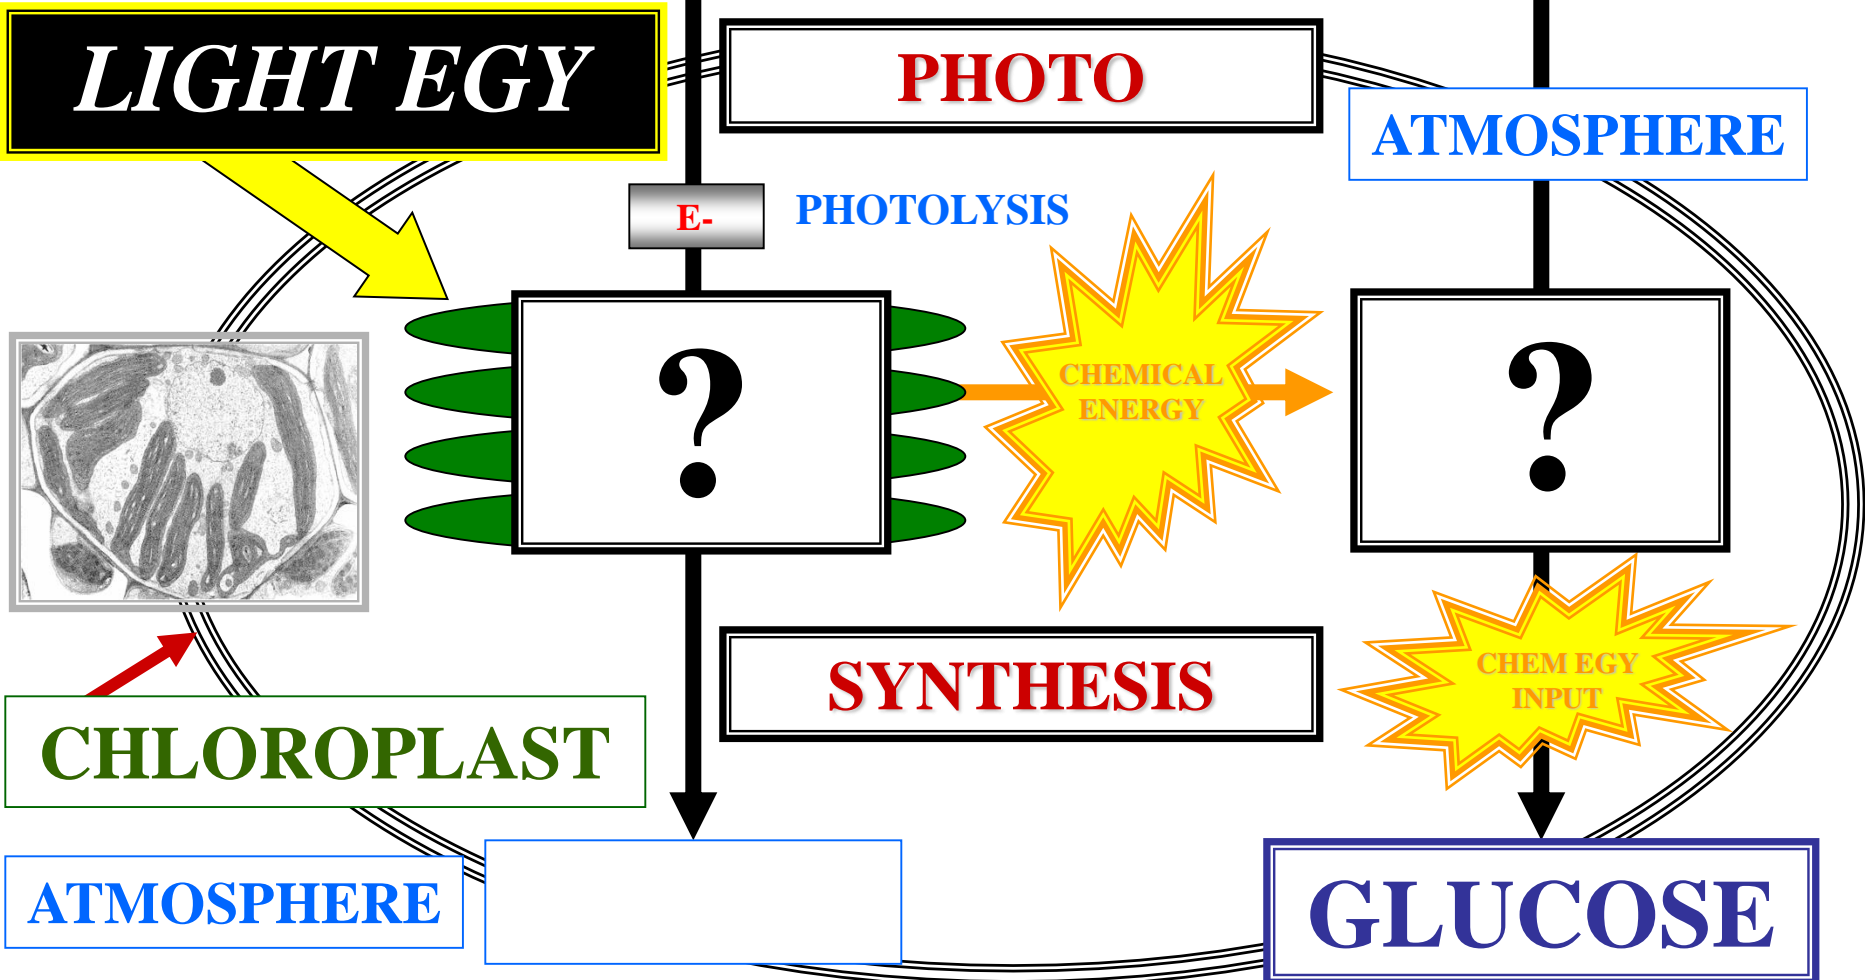 LIGHT EGY
PHOTO
ATMOSPHERE
E-
PHOTOLYSIS
?
CHEMICAL
ENERGY
?
SYNTHESIS
CHEM EGY
INPUT
CHLOROPLAST
ATMOSPHERE
GLUCOSE